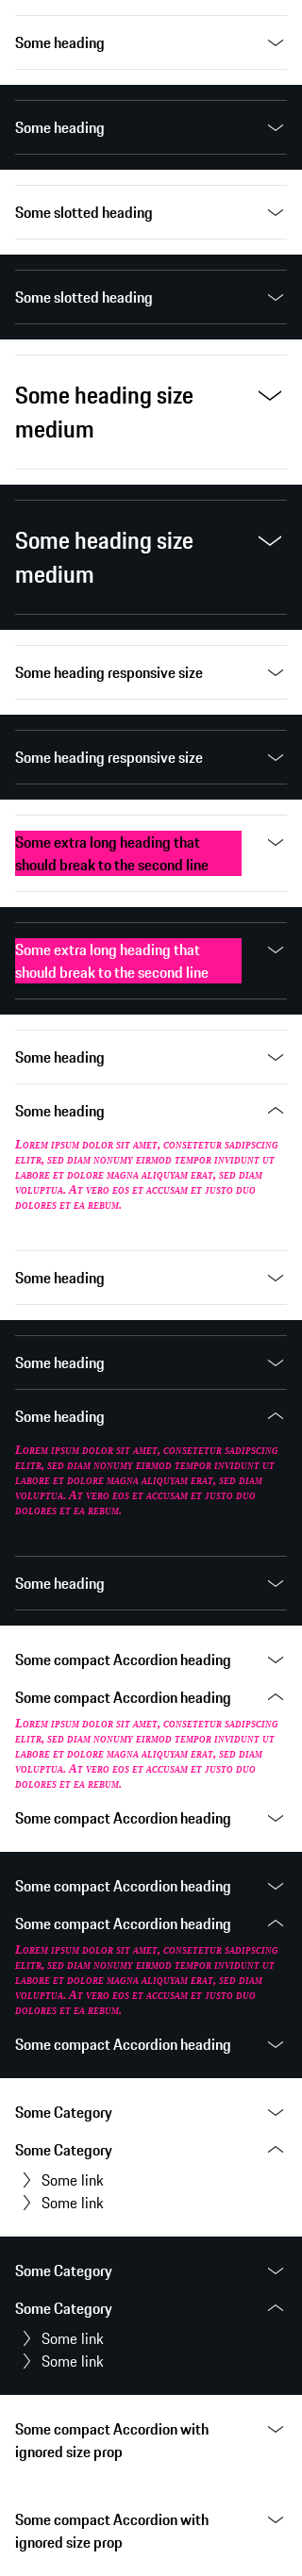 Some heading
Some heading
Some slotted heading
Some slotted heading
Some heading size
medium
Some heading size
medium
Some heading responsive size
Some heading responsive size
Some extra long heading that
should break to the second line
Some extra long heading that
should break to the second line
Some heading
Some heading
Lorem ipsum dolor sit amet, consetetur sadipscing
elitr, sed diam nonumy eirmod tempor invidunt ut
labore et dolore magna aliquyam erat, sed diam
voluptua. At vero eos et accusam et justo duo
dolores et ea rebum.
Some heading
Some heading
Some heading
Lorem ipsum dolor sit amet, consetetur sadipscing
elitr, sed diam nonumy eirmod tempor invidunt ut
labore et dolore magna aliquyam erat, sed diam
voluptua. At vero eos et accusam et justo duo
dolores et ea rebum.
Some heading
Some compact Accordion heading
Some compact Accordion heading
Lorem ipsum dolor sit amet, consetetur sadipscing
elitr, sed diam nonumy eirmod tempor invidunt ut
labore et dolore magna aliquyam erat, sed diam
voluptua. At vero eos et accusam et justo duo
dolores et ea rebum.
Some compact Accordion heading
Some compact Accordion heading
Some compact Accordion heading
Lorem ipsum dolor sit amet, consetetur sadipscing
elitr, sed diam nonumy eirmod tempor invidunt ut
labore et dolore magna aliquyam erat, sed diam
voluptua. At vero eos et accusam et justo duo
dolores et ea rebum.
Some compact Accordion heading
Some Category
Some Category
Some link
Some link
Some Category
Some Category
Some link
Some link
Some compact Accordion with
ignored size prop
Some compact Accordion with
ignored size prop